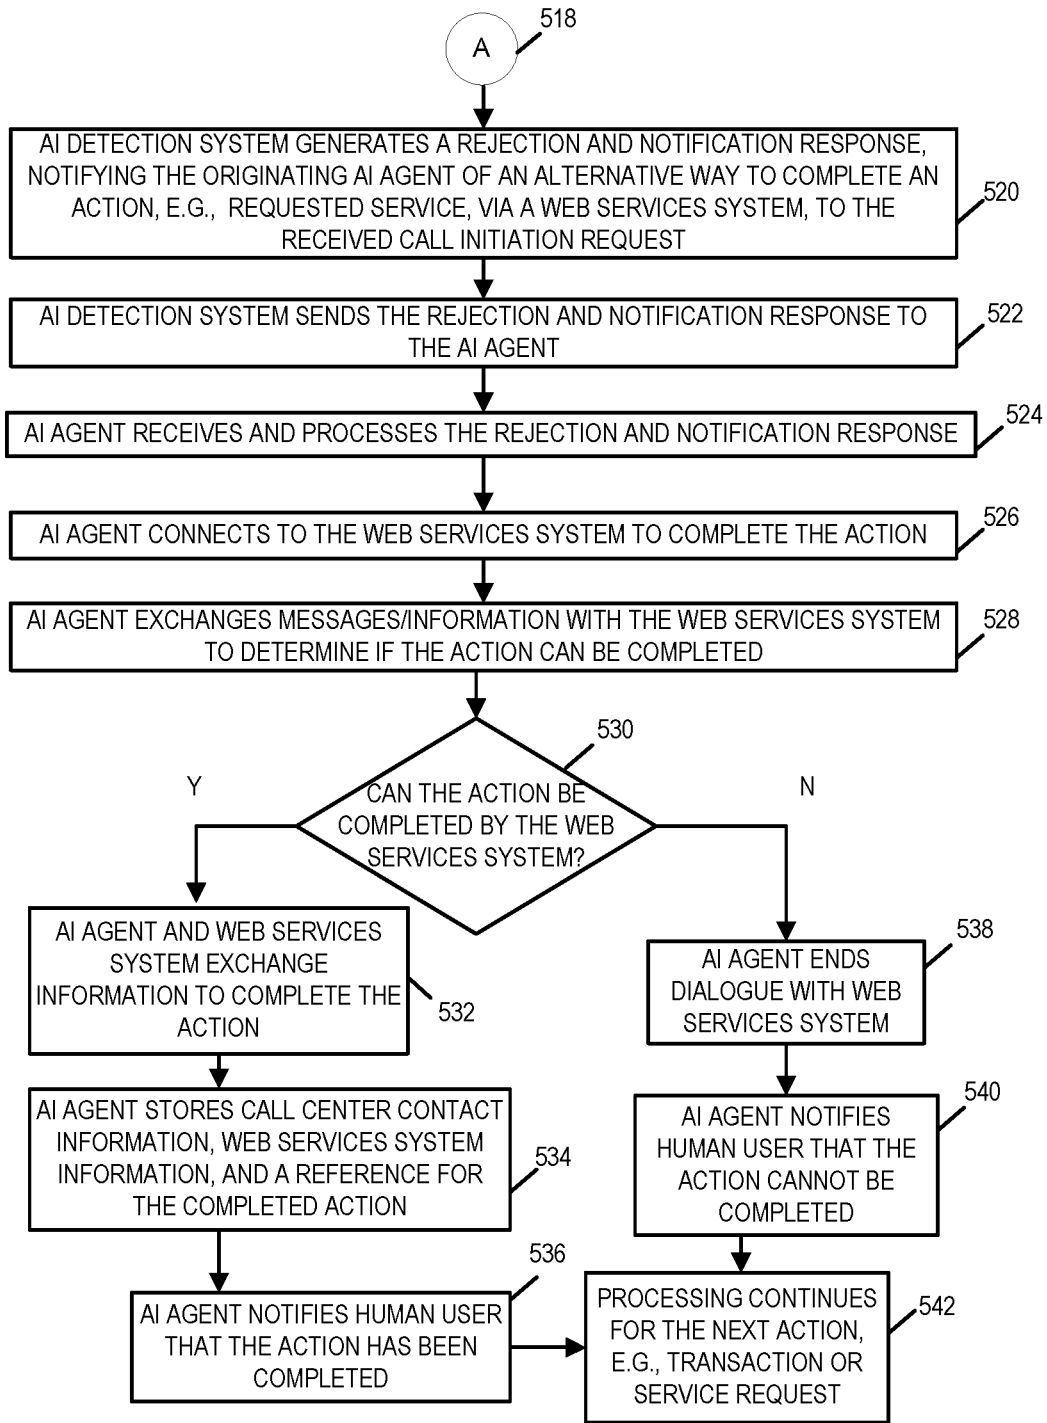 518
A
AI DETECTION SYSTEM GENERATES A REJECTION AND NOTIFICATION RESPONSE,
NOTIFYING THE ORIGINATING AI AGENT OF AN ALTERNATIVE WAY TO COMPLETE AN
ACTION, E.G., REQUESTED SERVICE, VIA A WEB SERVICES SYSTEM, TO THE
RECEIVED CALL INITIATION REQUEST
520
AI DETECTION SYSTEM SENDS THE REJECTION AND NOTIFICATION RESPONSE TO
THE AI AGENT
522
AI AGENT RECEIVES AND PROCESSES THE REJECTION AND NOTIFICATION RESPONSE
524
AI AGENT CONNECTS TO THE WEB SERVICES SYSTEM TO COMPLETE THE ACTION
526
AI AGENT EXCHANGES MESSAGES/INFORMATION WITH THE WEB SERVICES SYSTEM
TO DETERMINE IF THE ACTION CAN BE COMPLETED
528
530
CAN THE ACTION BE
COMPLETED BY THE WEB
SERVICES SYSTEM?
Y
N
AI AGENT AND WEB SERVICES
SYSTEM EXCHANGE
INFORMATION TO COMPLETE THE
ACTION
532
AI AGENT STORES CALL CENTER CONTACT
INFORMATION, WEB SERVICES SYSTEM
INFORMATION, AND A REFERENCE FOR
THE COMPLETED ACTION
534
AI AGENT NOTIFIES HUMAN USER
THAT THE ACTION HAS BEEN
COMPLETED
536
AI AGENT ENDS
DIALOGUE WITH WEB
SERVICES SYSTEM
538
AI AGENT NOTIFIES
HUMAN USER THAT THE
ACTION CANNOT BE
COMPLETED
540
PROCESSING CONTINUES
FOR THE NEXT ACTION,
E.G., TRANSACTION OR
SERVICE REQUEST
542